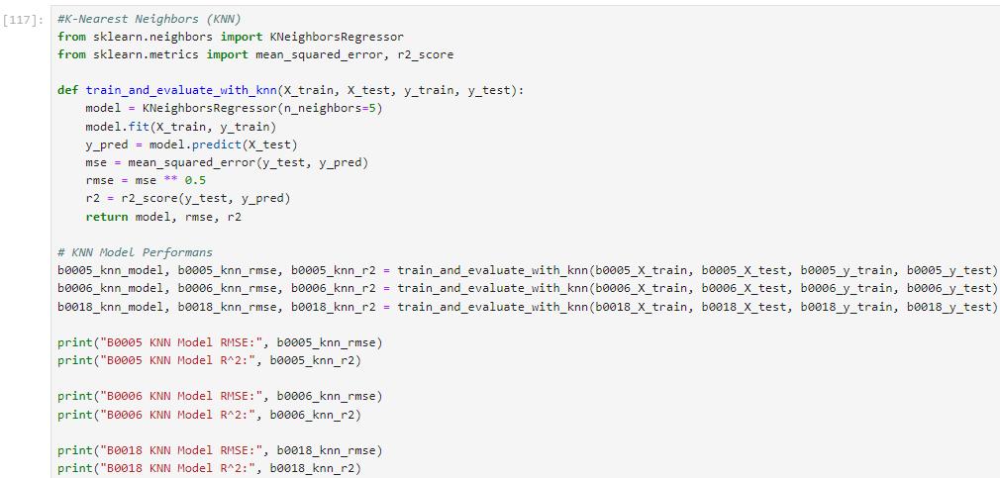 [117]: #K-Nearest Neighbors (KNN)
from sklearn.neighbors import KNeighborsRegressor
from sklearn.metrics import mean_squared_error, r2_score
def train_and_evaluate_with_knn(X_train, X_test, y_train, y_test):
    model = KNeighborsRegressor(n_neighbors=5)
    model.fit(X_train, y_train)
    y_pred = model.predict(X_test)
    mse = mean_squared_error(y_test, y_pred)
    rmse = mse ** 0.5
    r2 = r2_score(y_test, y_pred)
    return model, rmse, r2
# KNN Model Performans
b0005_knn_model, b0005_knn_rmse, b0005_knn_r2 = train_and_evaluate_with_knn(b0005_X_train, b0005_X_test, b0005_y_train, b0005_y_test)
b0006_knn_model, b0006_knn_rmse, b0006_knn_r2 = train_and_evaluate_with_knn(b0006_X_train, b0006_X_test, b0006_y_train, b0006_y_test)
b0018_knn_model, b0018_knn_rmse, b0018_knn_r2 = train_and_evaluate_with_knn(b0018_X_train, b0018_X_test, b0018_y_train, b0018_y_test)
print("B0005 KNN Model RMSE:", b0005_knn_rmse)
print("B0005 KNN Model R^2:", b0005_knn_r2)
print("B0006 KNN Model RMSE:", b0006_knn_rmse)
print("B0006 KNN Model R^2:", b0006_knn_r2)
print("B0018 KNN Model RMSE:", b0018_knn_rmse)
print("B0018 KNN Model R^2:", b0018_knn_r2)